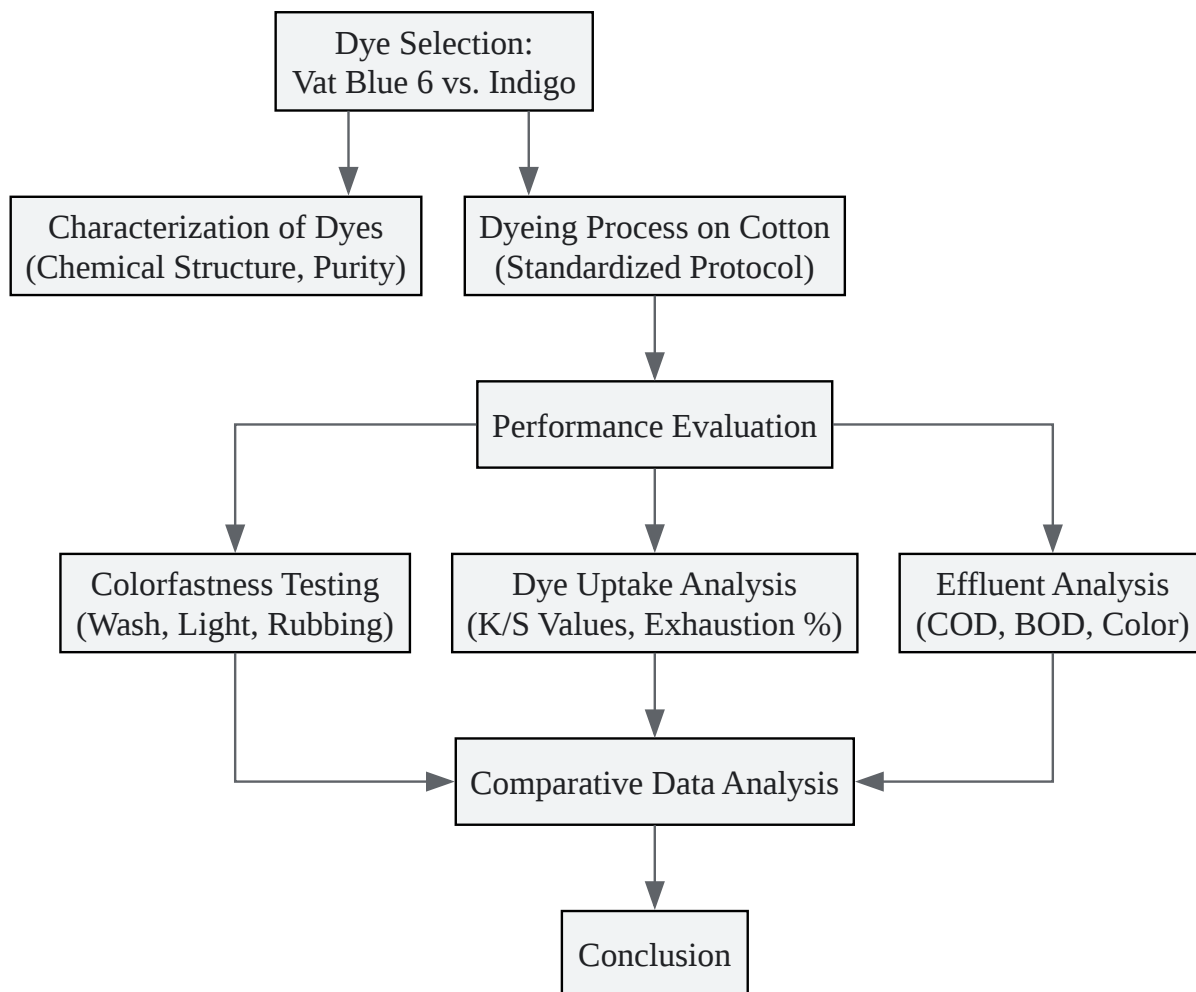 Dye Selection:
Vat Blue 6 vs. Indigo
Characterization of Dyes
(Chemical Structure, Purity)
Dyeing Process on Cotton
(Standardized Protocol)
Performance Evaluation
Colorfastness Testing
(Wash, Light, Rubbing)
Dye Uptake Analysis
(K/S Values, Exhaustion %)
Effluent Analysis
(COD, BOD, Color)
Comparative Data Analysis
Conclusion